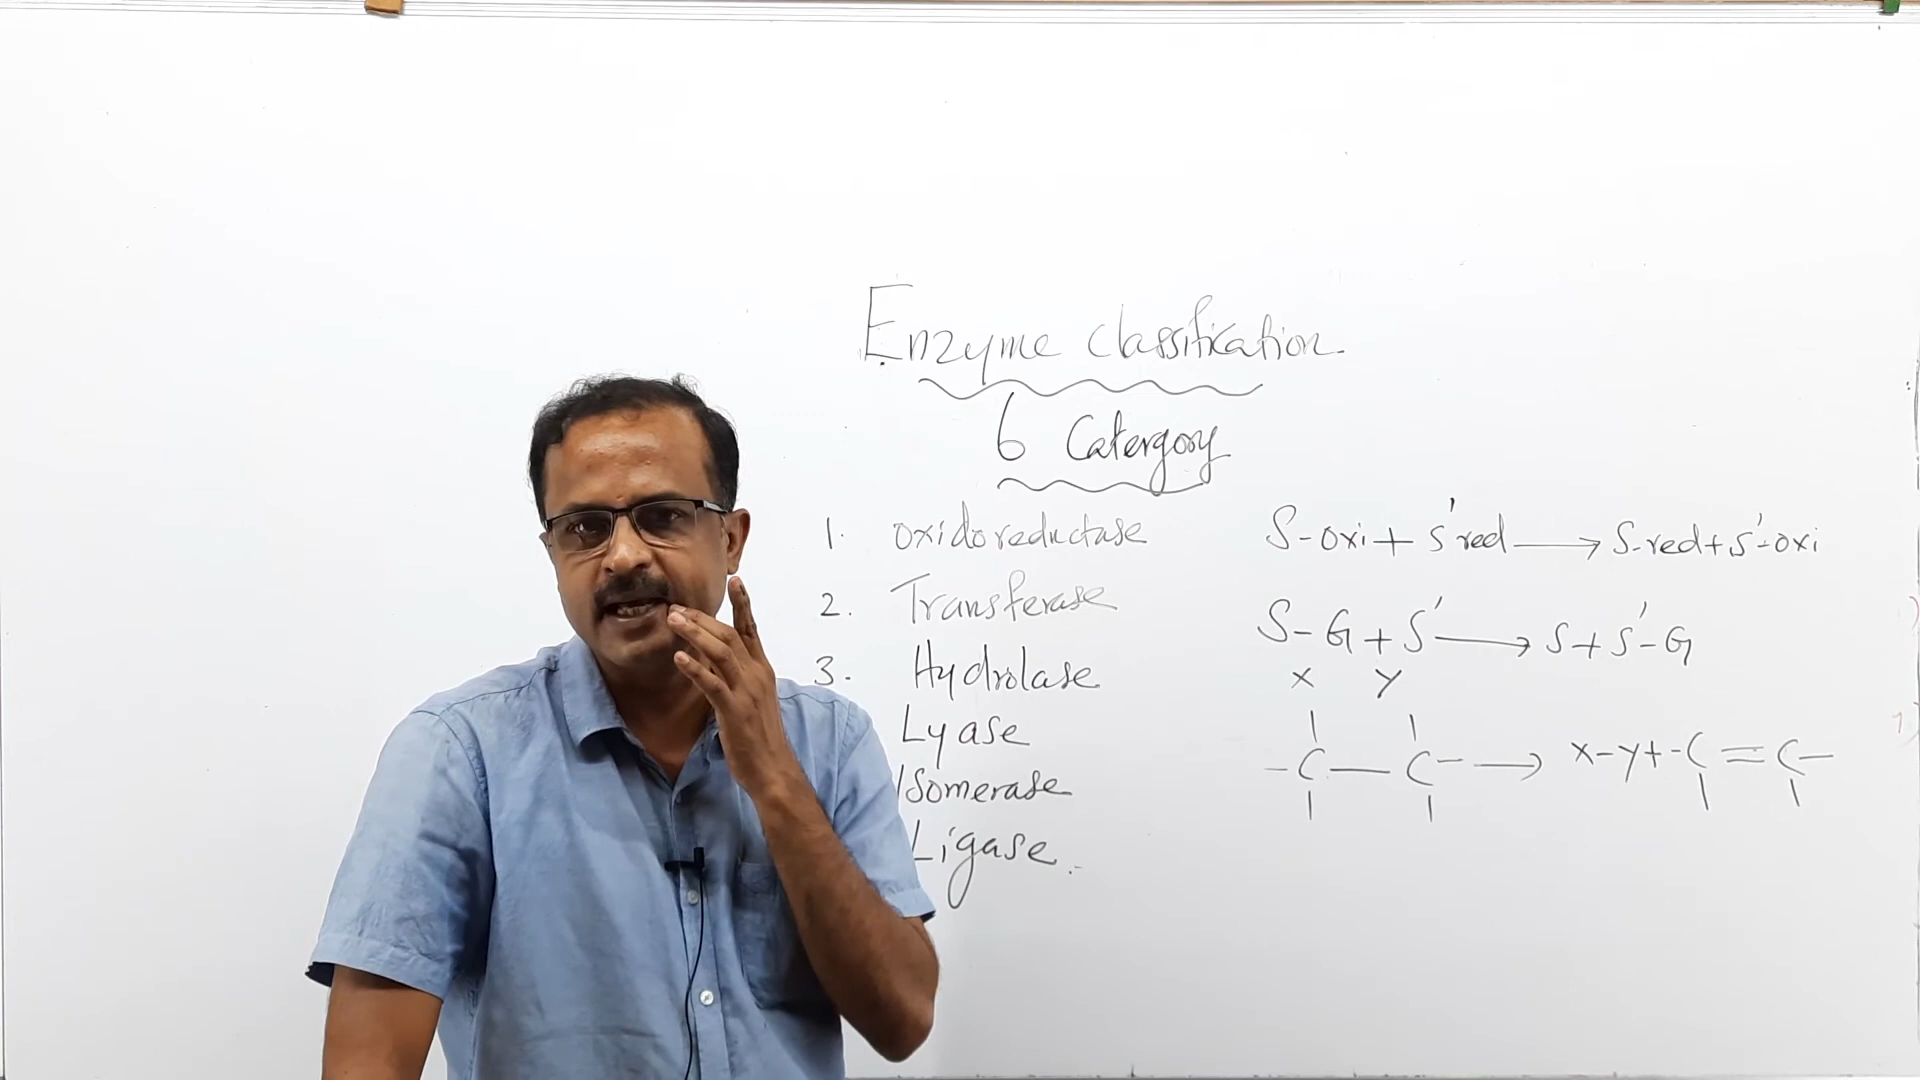 Enzyme classification.
6 Catergory
1. oxidoreductase S-oxi + S'red → S-red + S'-oxi
2. Transferase S-G + S' → S + S'-G
3. Hydrolase X Y
Lyase -C-C- → X-Y + -C=C-
Isomerase
Ligase.